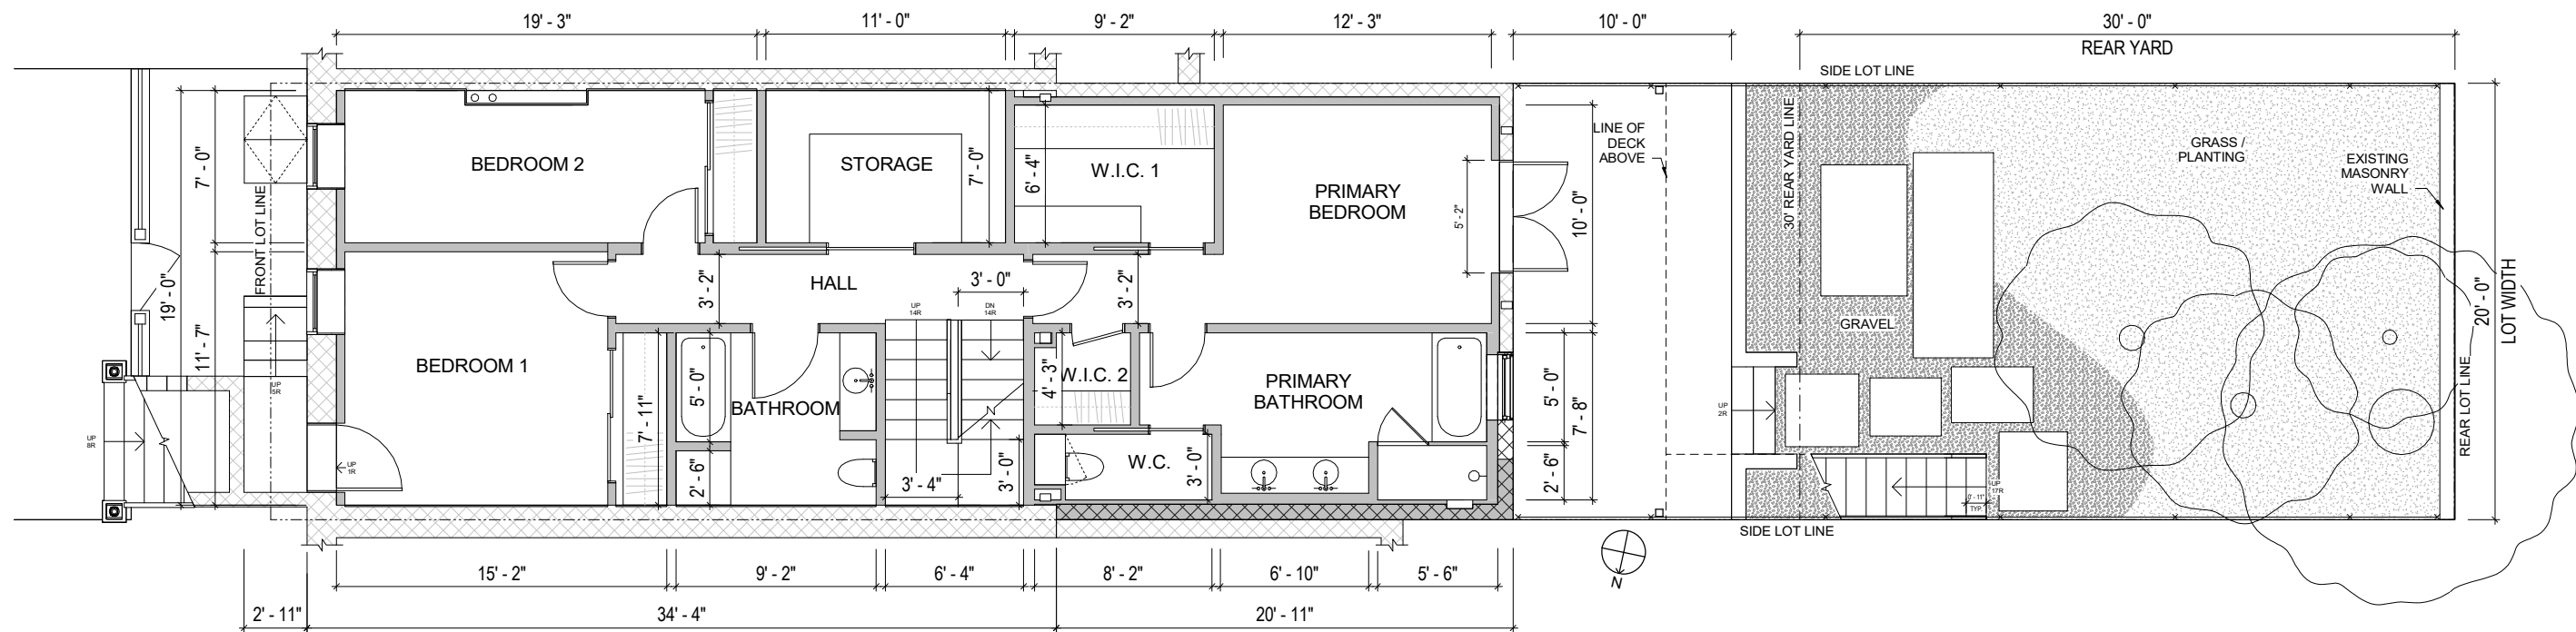 19' - 3"
11' - 0"
9' - 2"
12' - 3"
10' - 0"
30' - 0"
REAR YARD
SIDE LOT LINE
7' - 0"
19' - 0"
11' - 7"
FRONT LOT LINE
BEDROOM 2
STORAGE
7' - 0"
6' - 4"
W.I.C. 1
PRIMARY
BEDROOM
5' - 2"
10' - 0"
LINE OF
DECK
ABOVE
30' REAR YARD LINE
GRASS /
PLANTING
EXISTING
MASONRY
WALL
20' - 0"
LOT WIDTH
REAR LOT LINE
GRAVEL
HALL
3' - 2"
3' - 0"
3' - 2"
UP
14R
DN
14R
BEDROOM 1
7' - 11"
5' - 0"
BATHROOM
2' - 6"
3' - 4"
3' - 0"
N
4' - 3"
W.I.C. 2
W.C.
3' - 0"
PRIMARY
BATHROOM
5' - 0"
7' - 8"
2' - 6"
UP
5R
UP
8R
UP
1R
UP
2R
UP
17R
0' - 11"
TYP.
SIDE LOT LINE
N
15' - 2"
9' - 2"
6' - 4"
8' - 2"
6' - 10"
5' - 6"
2' - 11"
34' - 4"
20' - 11"